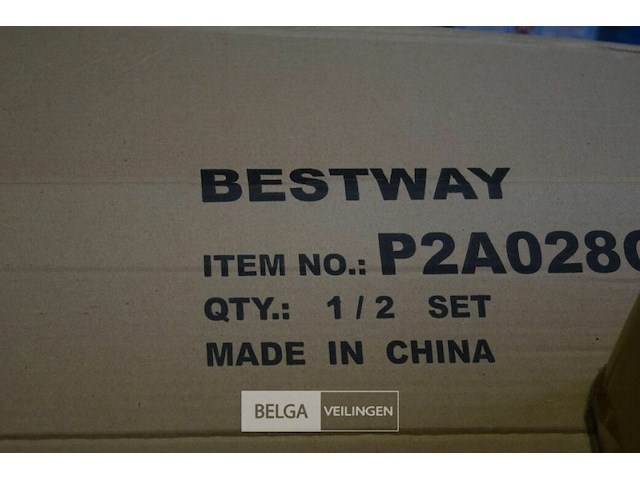 BESTWAY
ITEM NO.: P2A028
QTY.: 1 / 2 SET
MADE IN CHINA
BELGA VEILINGEN